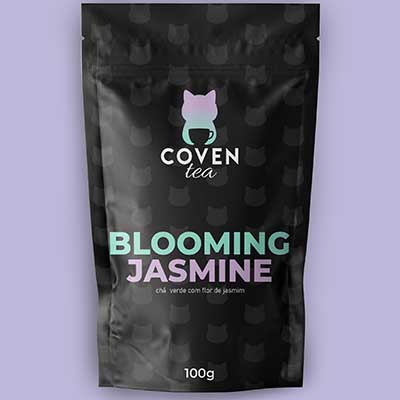 COVEN
tea
BLOOMING
JASMINE
chá verde com flor de jasmim
100g